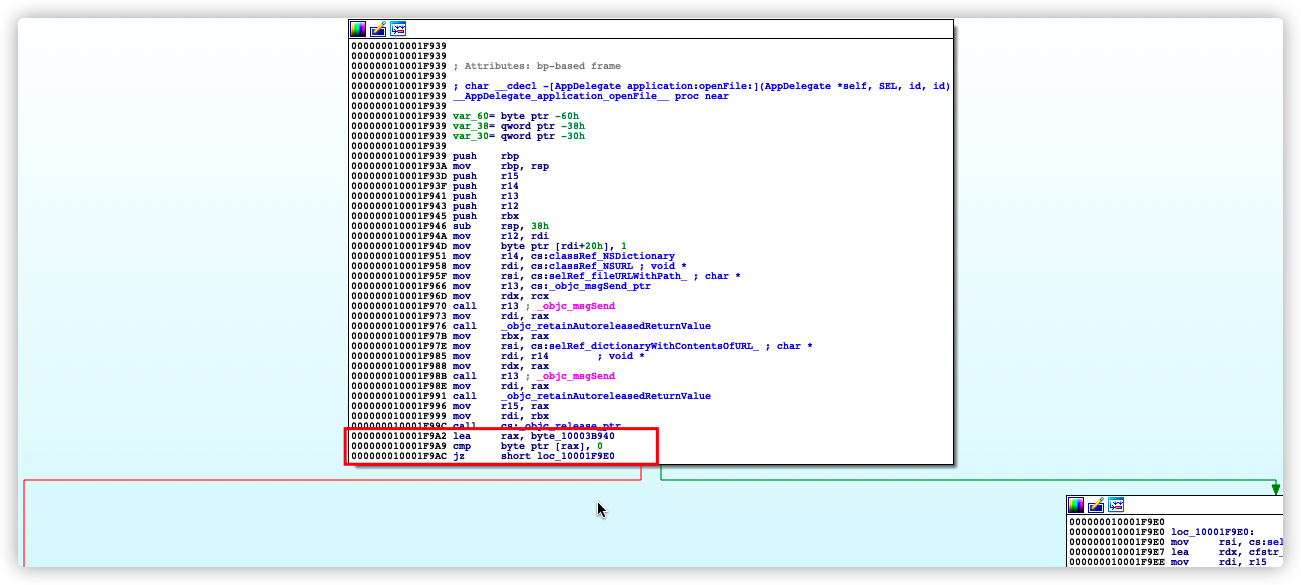 000000010001F939
000000010001F939
000000010001F939 ; Attributes: bp-based frame
000000010001F939
000000010001F939 ; char __cdecl -[AppDelegate application:openFile:](AppDelegate *self, SEL, id, id)
000000010001F939 __AppDelegate_application_openFile__ proc near
000000010001F939
000000010001F939 var_60= byte ptr -60h
000000010001F939 var_38= qword ptr -38h
000000010001F939 var_30= qword ptr -30h
000000010001F939
000000010001F939 push rbp
000000010001F93A mov rbp, rsp
000000010001F93D push r15
000000010001F93F push r14
000000010001F941 push r13
000000010001F943 push r12
000000010001F945 push rbx
000000010001F946 sub rsp, 38h
000000010001F94A mov r12, rdi
000000010001F94D mov byte ptr [rdi+20h], 1
000000010001F951 mov r14, cs:classRef_NSDictionary
000000010001F958 mov rdi, cs:classRef_NSURL ; void *
000000010001F95F mov rsi, cs:selRef_fileURLWithPath_ ; char *
000000010001F966 mov r13, cs:_objc_msgSend_ptr
000000010001F96D mov rdx, rcx
000000010001F970 call r13 ; _objc_msgSend
000000010001F973 mov rdi, rax
000000010001F976 call _objc_retainAutoreleasedReturnValue
000000010001F97B mov rbx, rax
000000010001F97E mov rsi, cs:selRef_dictionaryWithContentsOfURL_ ; char *
000000010001F985 mov rdi, r14 ; void *
000000010001F988 mov rdx, rax
000000010001F98B call r13 ; _objc_msgSend
000000010001F98E mov rdi, rax
000000010001F991 call _objc_retainAutoreleasedReturnValue
000000010001F996 mov r15, rax
000000010001F999 mov rdi, rbx
000000010001F99C call cs:_objc_release_ptr
000000010001F9A2 lea rax, byte_10003B940
000000010001F9A9 cmp byte ptr [rax], 0
000000010001F9AC jz short loc_10001F9E0
000000010001F9E0
000000010001F9E0 loc_10001F9E0:
000000010001F9E0 mov rsi, cs:sel
000000010001F9E7 lea rdx, cfstr_
000000010001F9EE mov rdi, r15